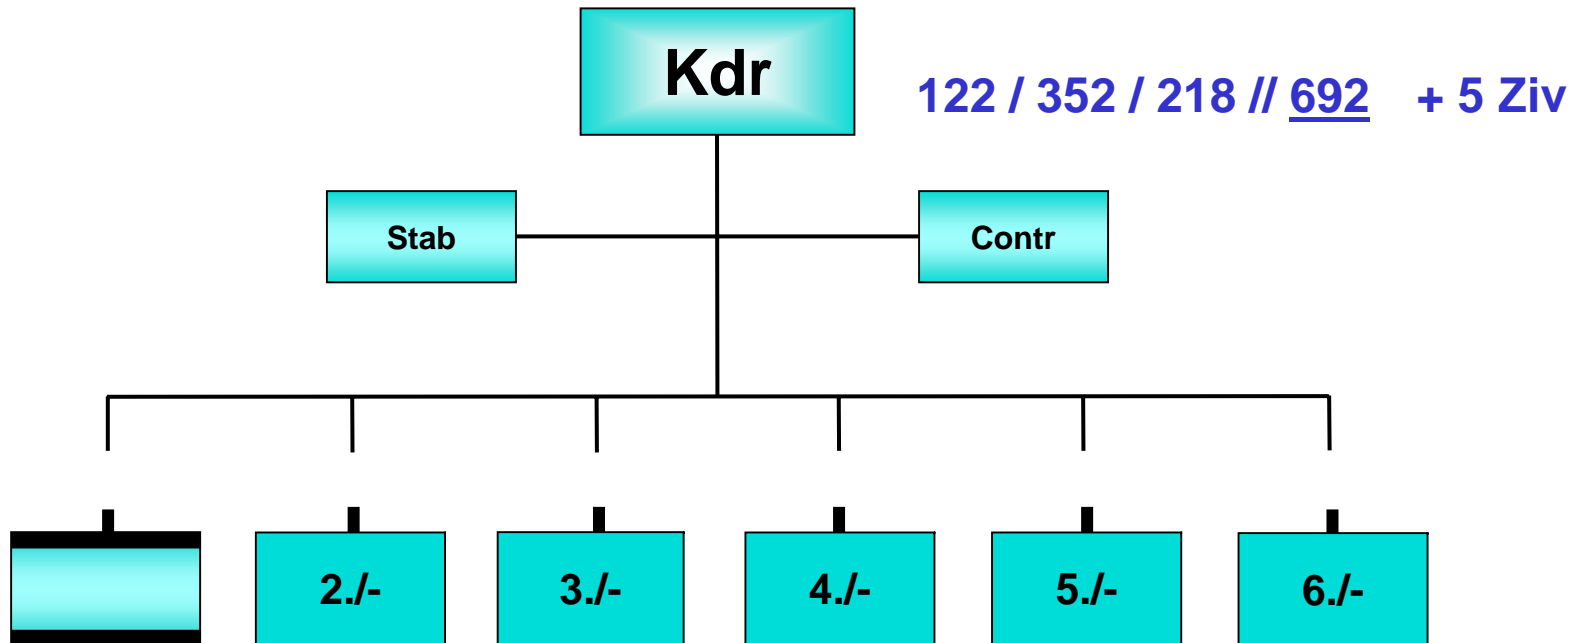 Kdr
122 / 352 / 218 // 692 + 5 Ziv
Stab
Contr
2./-
3./-
4./-
5./-
6./-